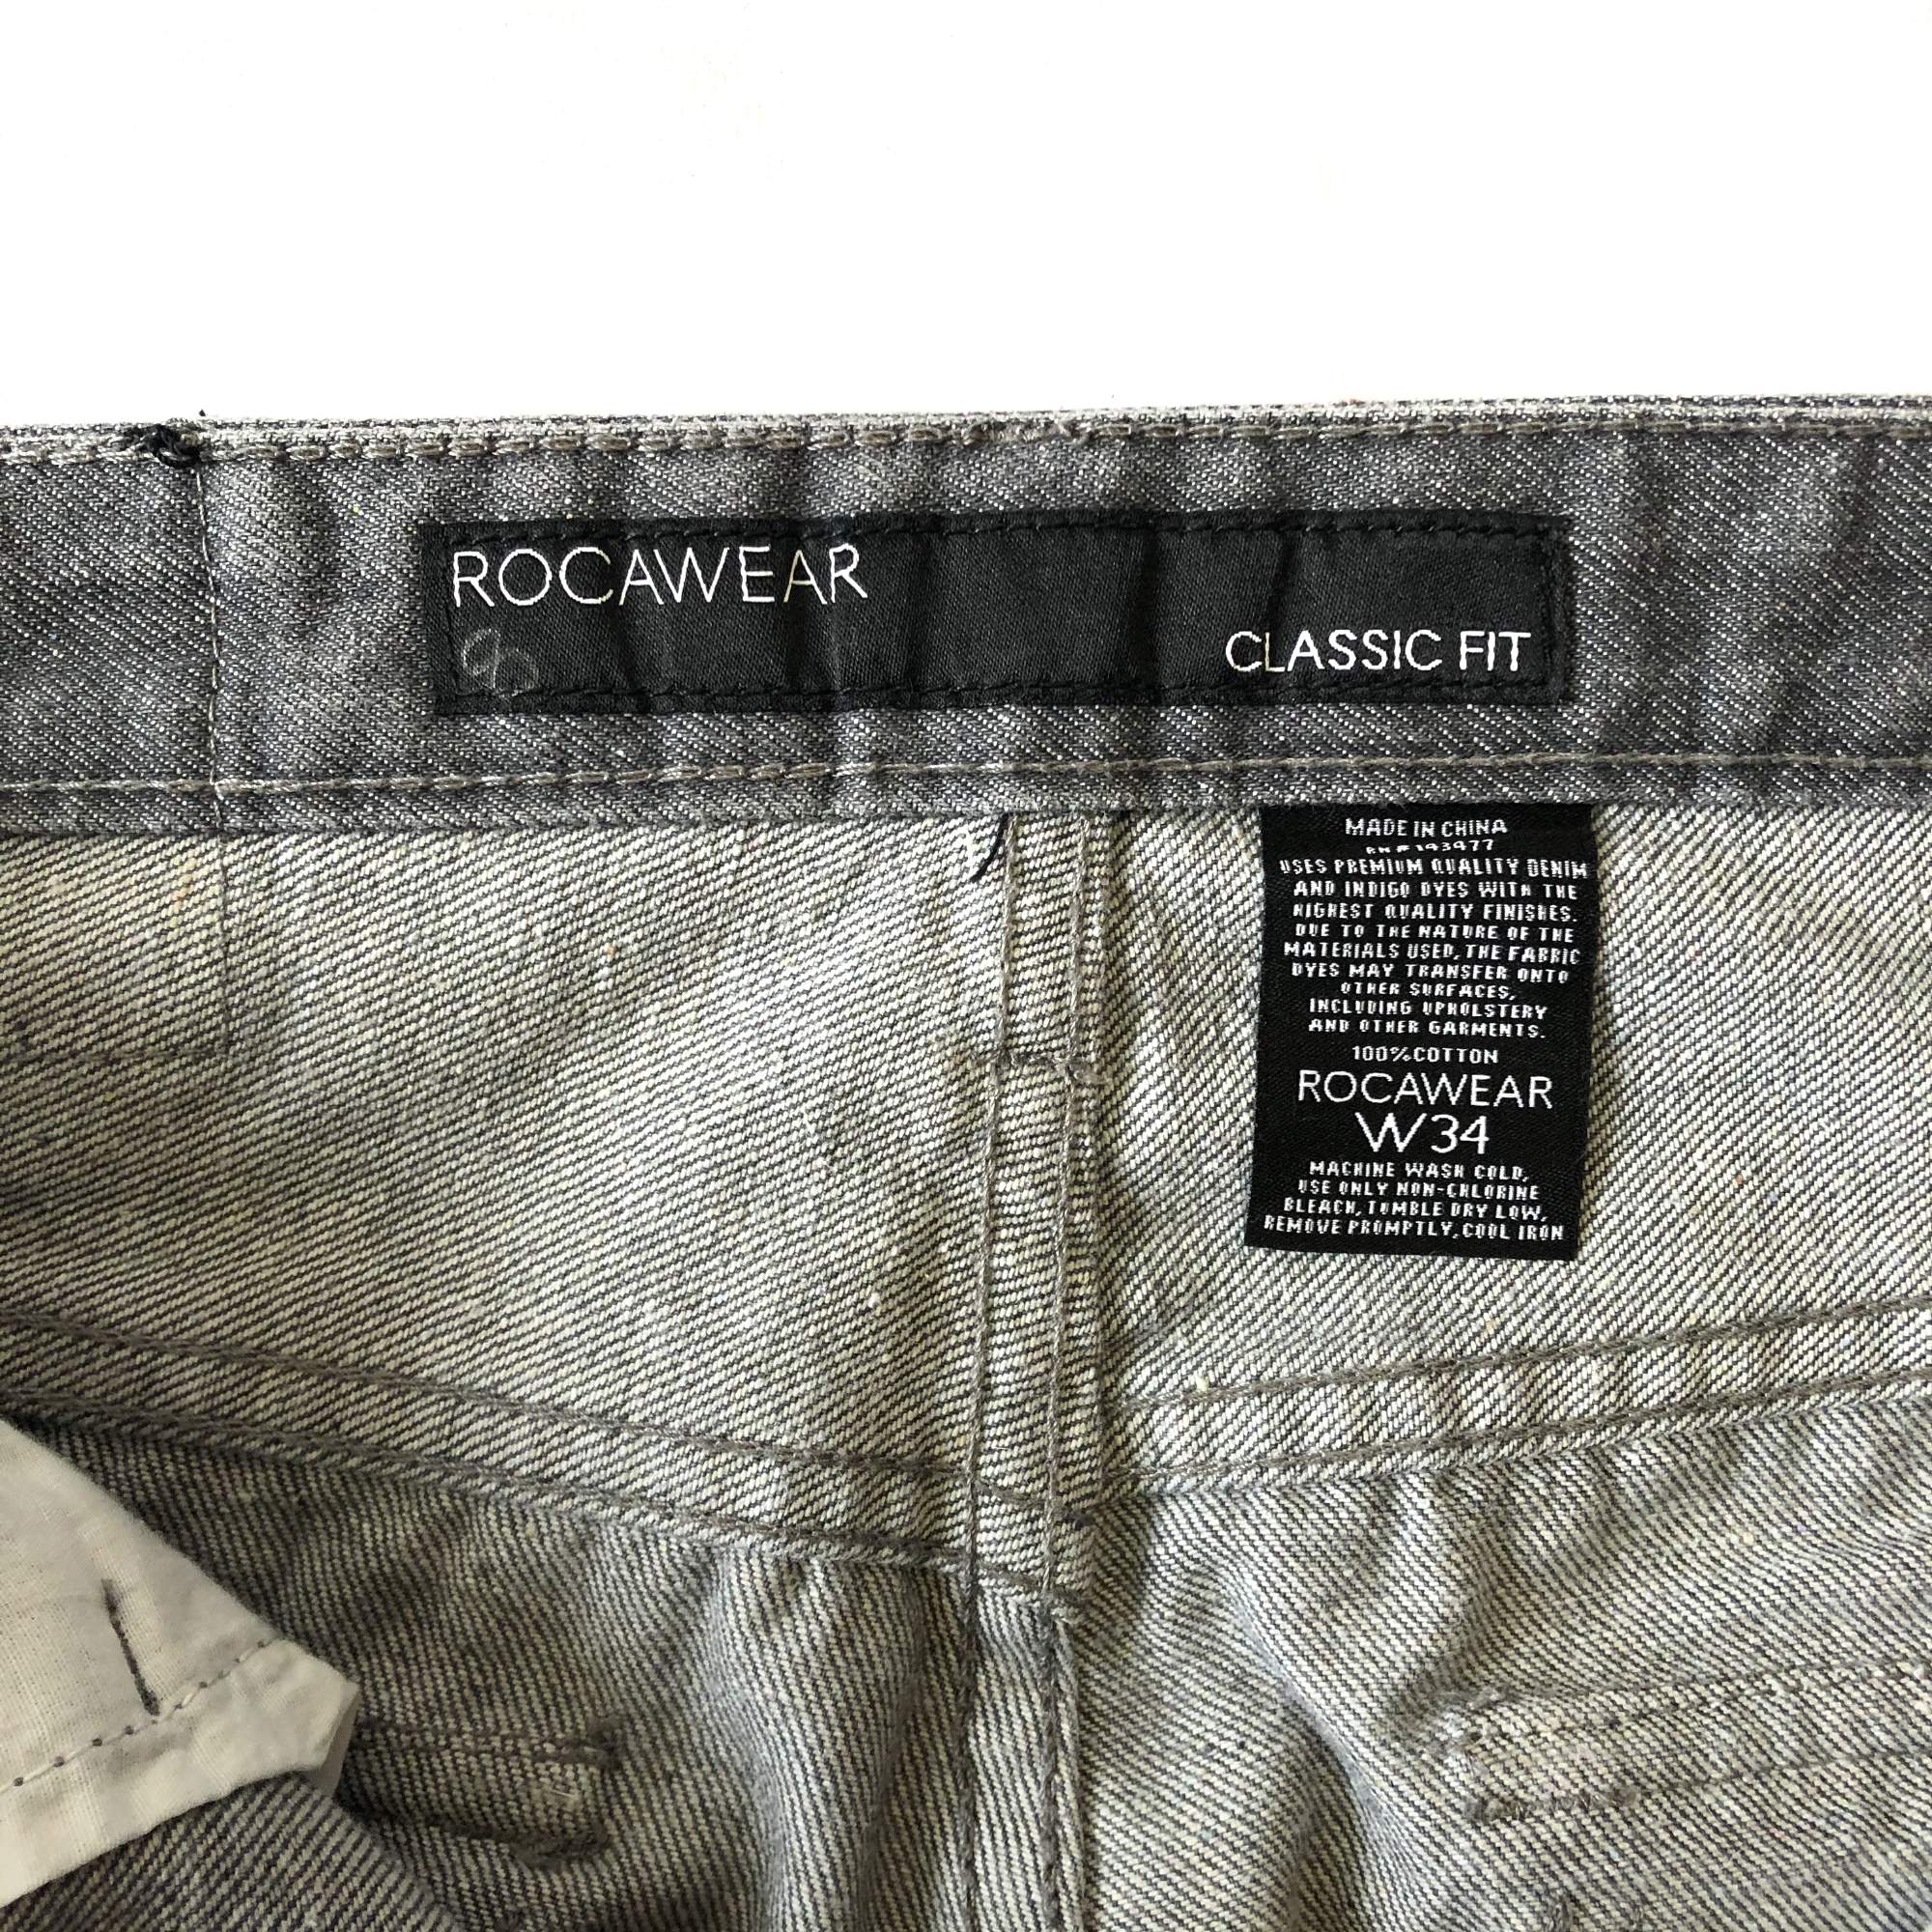 ROCAWEAR
CLASSIC FIT
MADE IN CHINA
RN# 143477
USES PREMIUM QUALITY DENIM
AND INDIGO DYES WITH THE
HIGHEST QUALITY FINISHES.
DUE TO THE NATURE OF THE
MATERIALS USED, THE FABRIC
DYES MAY TRANSFER ONTO
OTHER SURFACES,
INCLUDING UPHOLSTERY
AND OTHER GARMENTS.
100%COTTON
ROCAWEAR
W34
MACHINE WASH COLD,
USE ONLY NON-CHLORINE
BLEACH, TUMBLE DRY LOW,
REMOVE PROMPTLY, COOL IRON